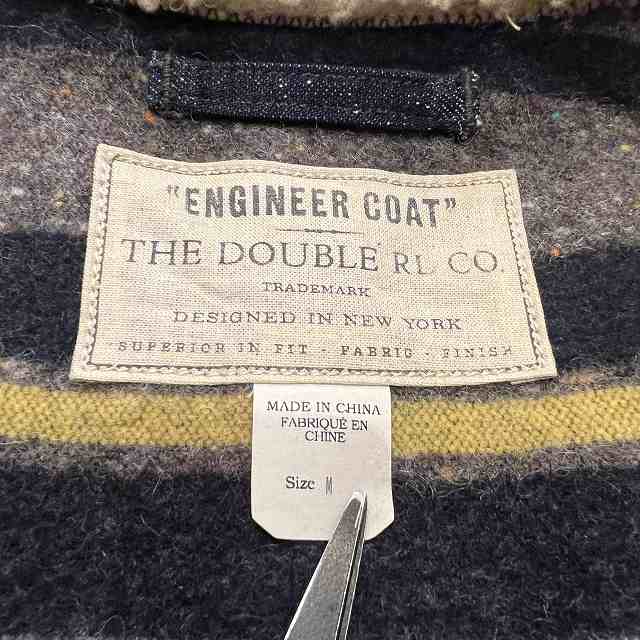 "ENGINEER COAT"
THE DOUBLE RL CO.
TRADEMARK
DESIGNED IN NEW YORK
SUPERIOR IN FIT - FABRIC - FINISH
MADE IN CHINA
FABRIQUÉ EN
CHINE
Size M